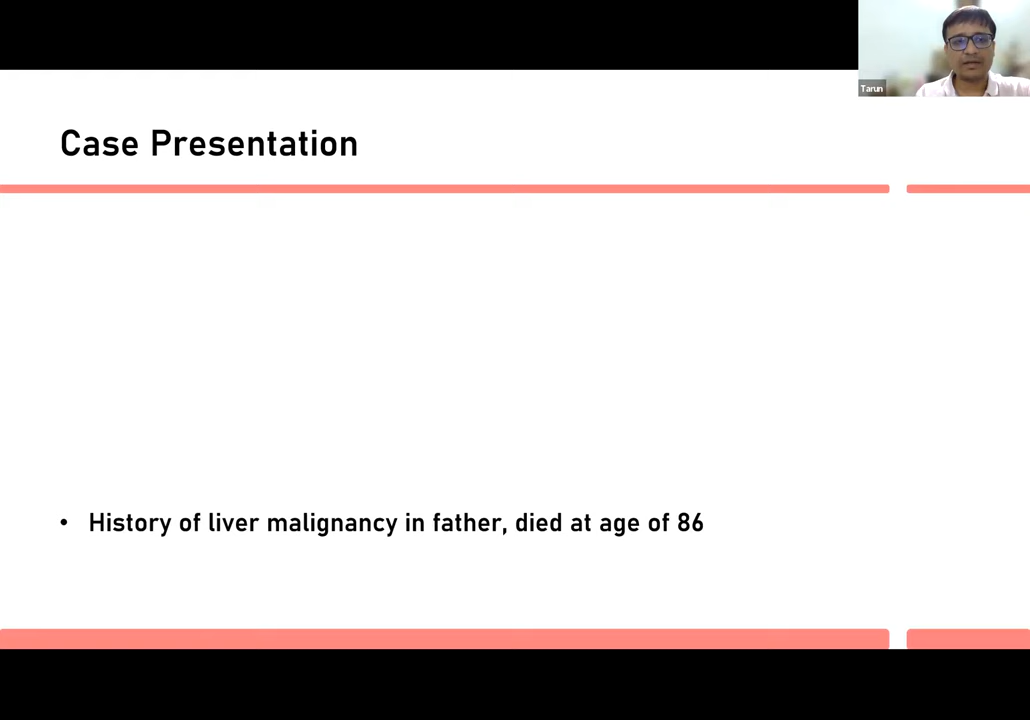 Tarun
Case Presentation
• History of liver malignancy in father, died at age of 86